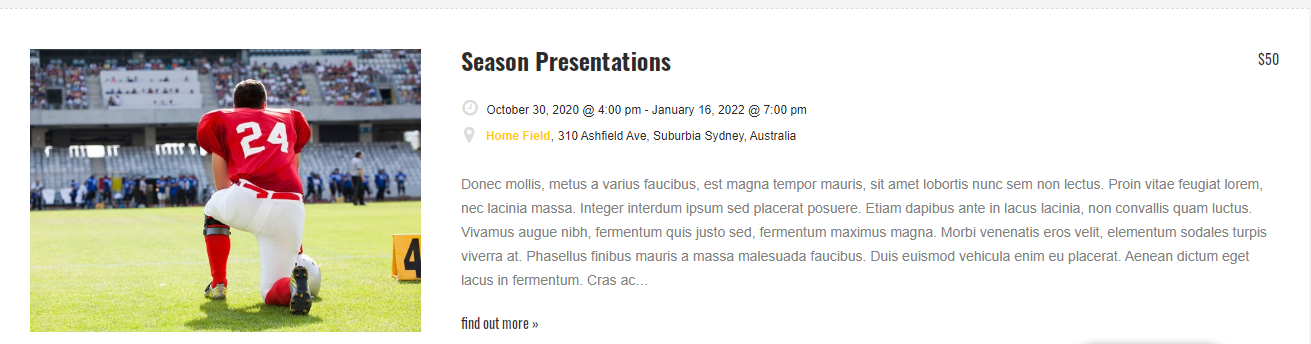 Season Presentations
$50
October 30, 2020 @ 4:00 pm - January 16, 2022 @ 7:00 pm
Home Field, 310 Ashfield Ave, Suburbia Sydney, Australia
24
4
Donec mollis, metus a varius faucibus, est magna tempor mauris, sit amet lobortis nunc sem non lectus. Proin vitae feugiat lorem,
nec lacinia massa. Integer interdum ipsum sed placerat posuere. Etiam dapibus ante in lacus lacinia, non convallis quam luctus.
Vivamus augue nibh, fermentum quis justo sed, fermentum maximus magna. Morbi venenatis eros velit, elementum sodales turpis
viverra at. Phasellus finibus mauris a massa malesuada faucibus. Duis euismod vehicula enim eu placerat. Aenean dictum eget
lacus in fermentum. Cras ac…
find out more »